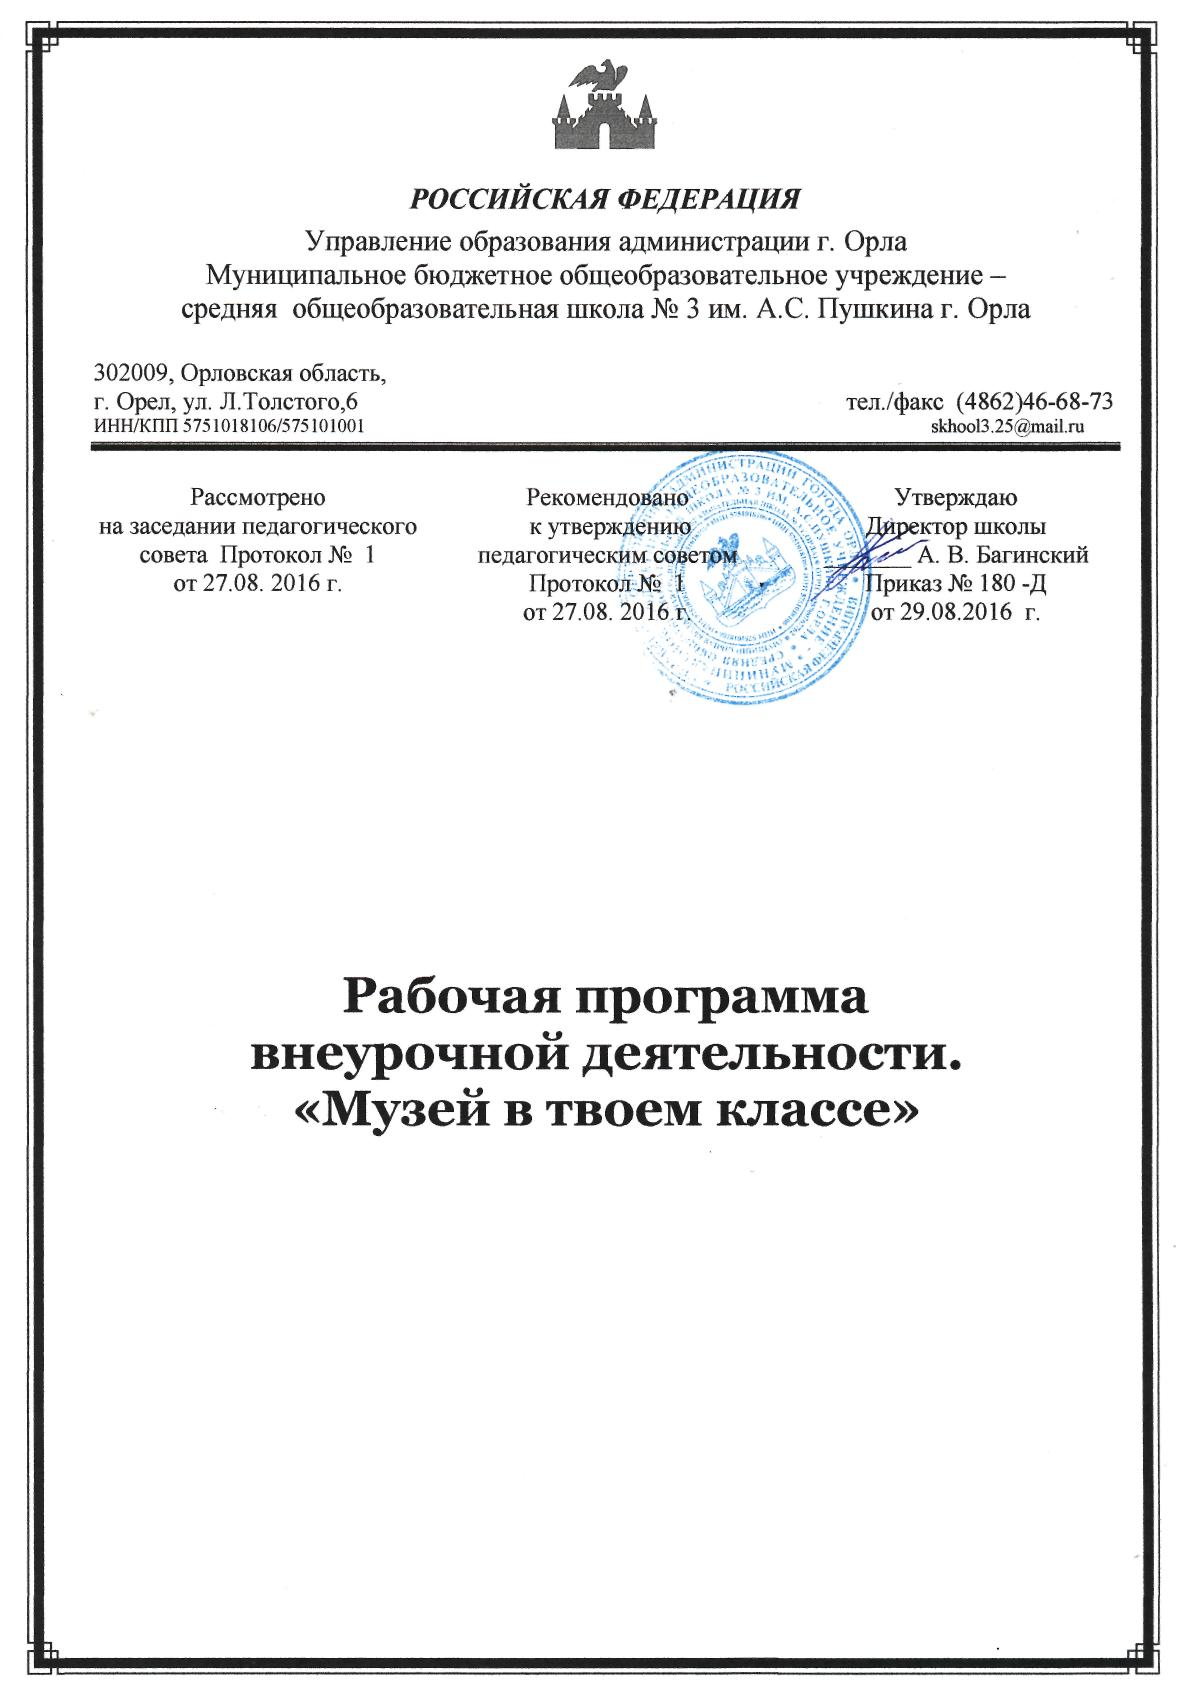 РОССИЙСКАЯ ФЕДЕРАЦИЯ
Управление образования администрации г. Орла
Муниципальное бюджетное общеобразовательное учреждение –
средняя  общеобразовательная школа № 3 им. А.С. Пушкина г. Орла
302009, Орловская область,
г. Орел, ул. Л.Толстого,6
тел./факс  (4862)46-68-73
ИНН/КПП 5751018106/575101001
skhool3.25@mail.ru
Рассмотрено
на заседании педагогического
совета  Протокол №  1
от 27.08. 2016 г.
Рекомендовано
к утверждению
педагогическим советом
Протокол №  1
от 27.08. 2016 г.
Утверждаю
Директор школы
________ А. В. Багинский
Приказ № 180 -Д
от 29.08.2016  г.
Рабочая программа
внеурочной деятельности.
«Музей в твоем классе»